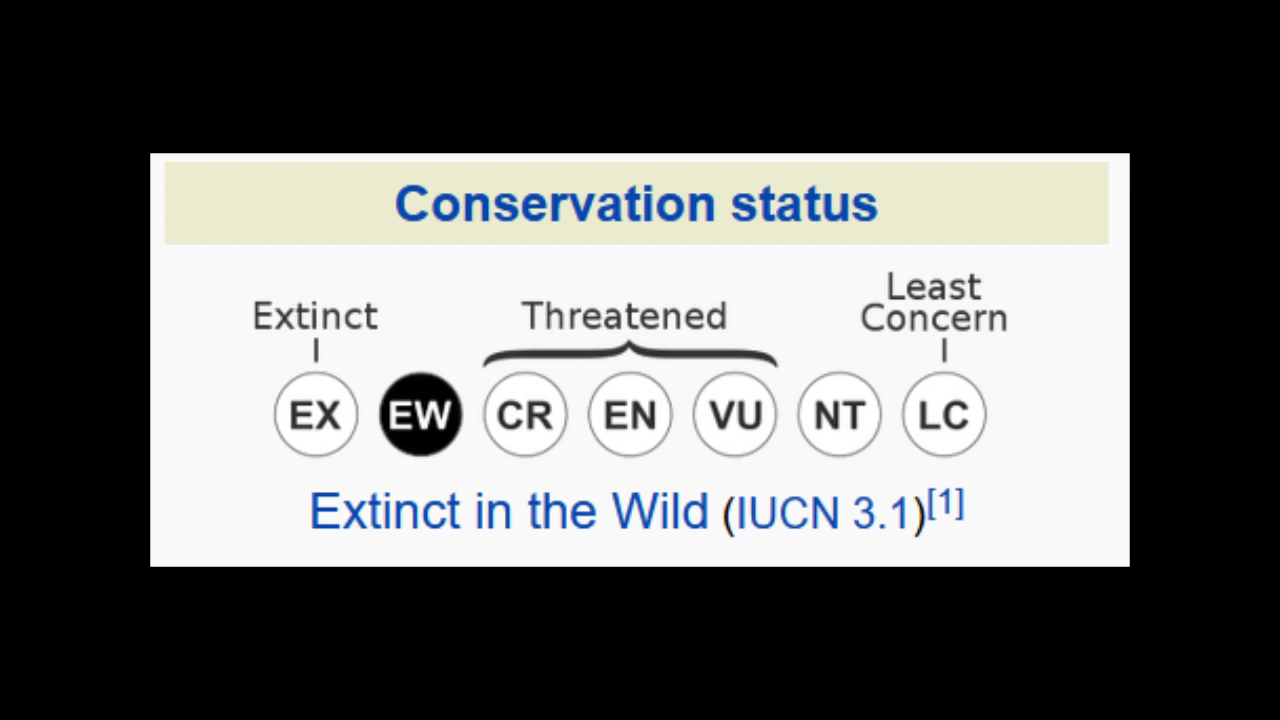 Conservation status
Extinct Threatened Least Concern
EX EW CR EN VU NT LC
Extinct in the Wild (IUCN 3.1)[1]